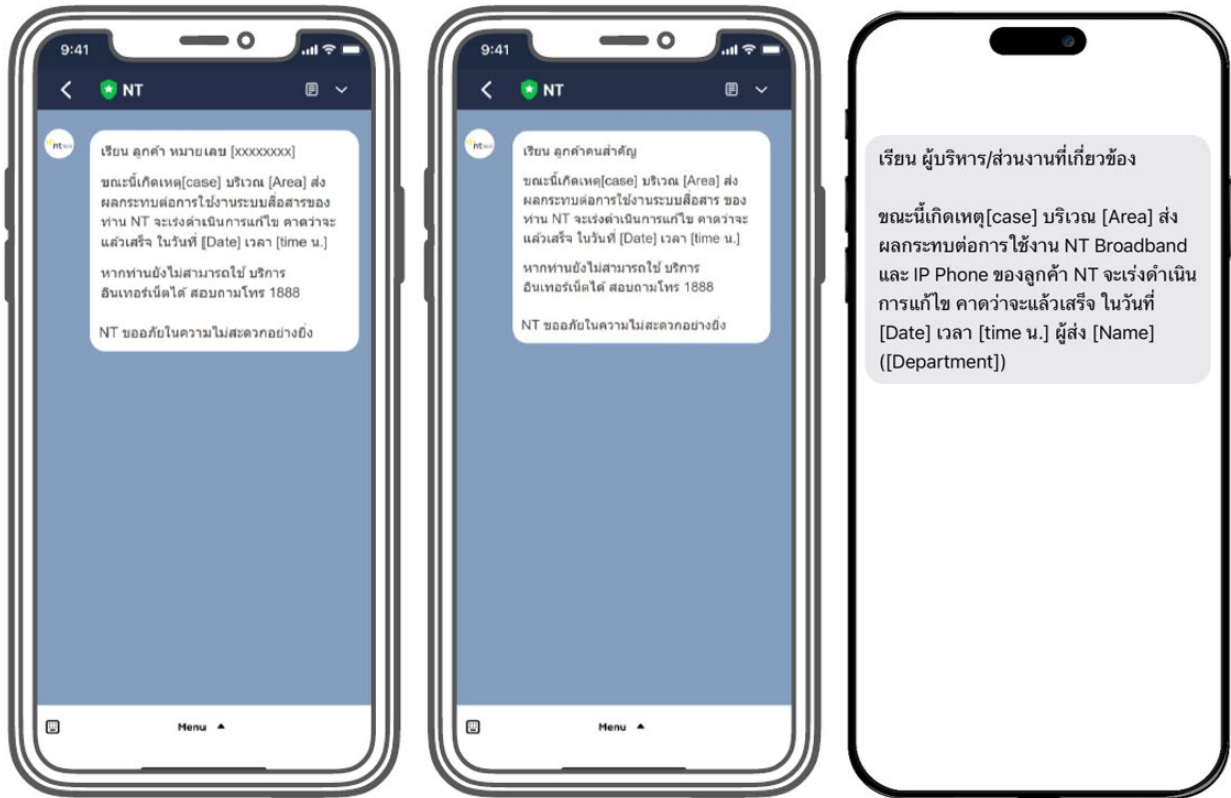 9:41
NT
nt
เรียน ลูกค้า หมายเลข [xxxxxxxx]
ขณะนี้เกิดเหตุ[case] บริเวณ [Area] ส่ง
ผลกระทบต่อการใช้งานระบบสื่อสารของ
ท่าน NT จะเร่งดำเนินการแก้ไข คาดว่าจะ
แล้วเสร็จ ในวันที่ [Date] เวลา [time น.]
หากท่านยังไม่สามารถใช้ บริการ
อินเทอร์เน็ตได้ สอบถามโทร 1888
NT ขออภัยในความไม่สะดวกอย่างยิ่ง
Menu
9:41
NT
nt
เรียน ลูกค้าคนสำคัญ
ขณะนี้เกิดเหตุ[case] บริเวณ [Area] ส่ง
ผลกระทบต่อการใช้งานระบบสื่อสาร ของ
ท่าน NT จะเร่งดำเนินการแก้ไข คาดว่าจะ
แล้วเสร็จ ในวันที่ [Date] เวลา [time น.]
หากท่านยังไม่สามารถใช้ บริการ
อินเทอร์เน็ตได้ สอบถามโทร 1888
NT ขออภัยในความไม่สะดวกอย่างยิ่ง
Menu
เรียน ผู้บริหาร/ส่วนงานที่เกี่ยวข้อง
ขณะนี้เกิดเหตุ[case] บริเวณ [Area] ส่ง
ผลกระทบต่อการใช้งาน NT Broadband
และ IP Phone ของลูกค้า NT จะเร่งดำเนิน
การแก้ไข คาดว่าจะแล้วเสร็จ ในวันที่
[Date] เวลา [time น.] ผู้ส่ง [Name]
([Department])